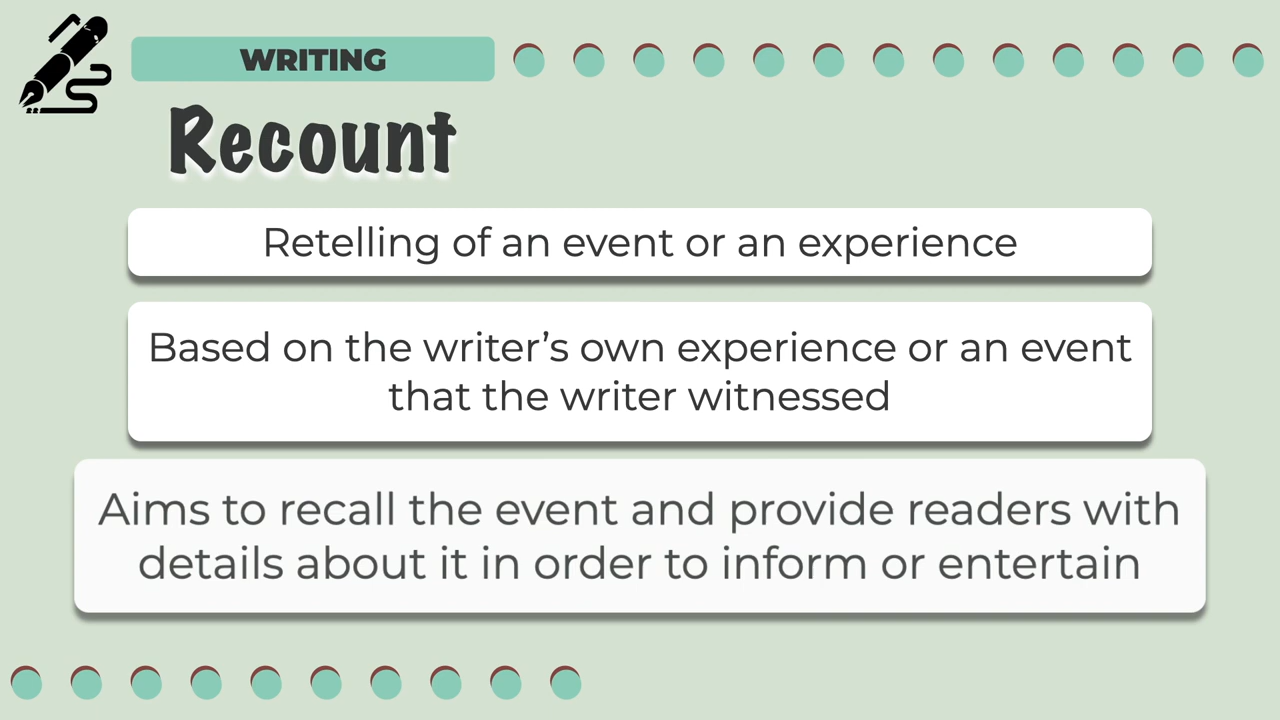 WRITING
Recount
Retelling of an event or an experience
Based on the writer’s own experience or an event
that the writer witnessed
Aims to recall the event and provide readers with
details about it in order to inform or entertain